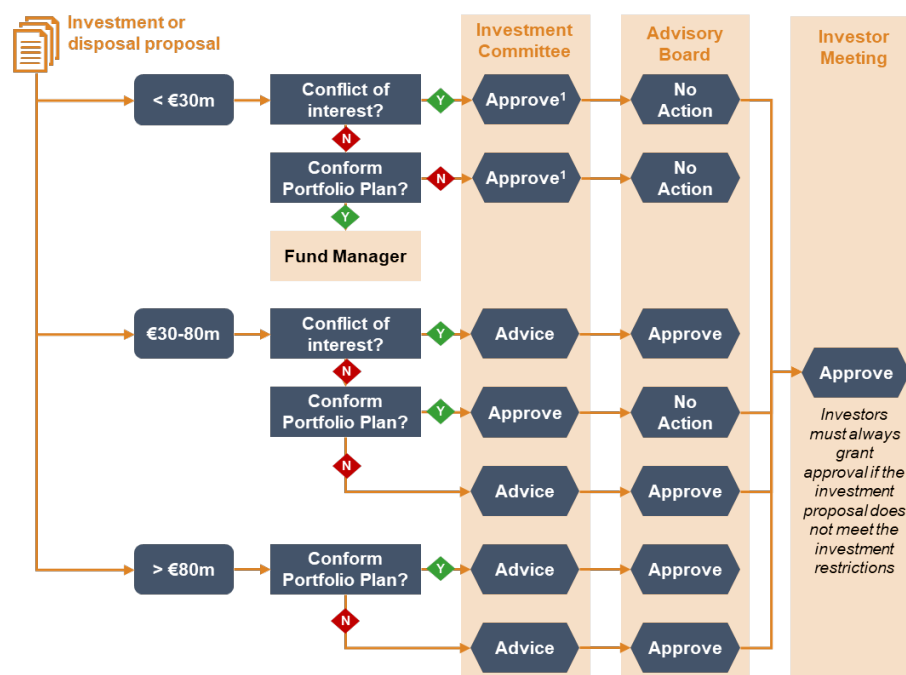 Investment or
disposal proposal
Investment
Committee
Advisory
Board
Investor
Meeting
< €30m
Conflict of
interest?
Y
Approve¹
No
Action
N
Conform
Portfolio Plan?
N
Approve¹
No
Action
Y
Fund Manager
€30-80m
Conflict of
interest?
Y
Advice
Approve
N
Conform
Portfolio Plan?
Y
Approve
No
Action
N
Advice
Approve
> €80m
Conform
Portfolio Plan?
Y
Advice
Approve
N
Advice
Approve
Approve
Investors
must always
grant
approval if the
investment
proposal does
not meet the
investment
restrictions